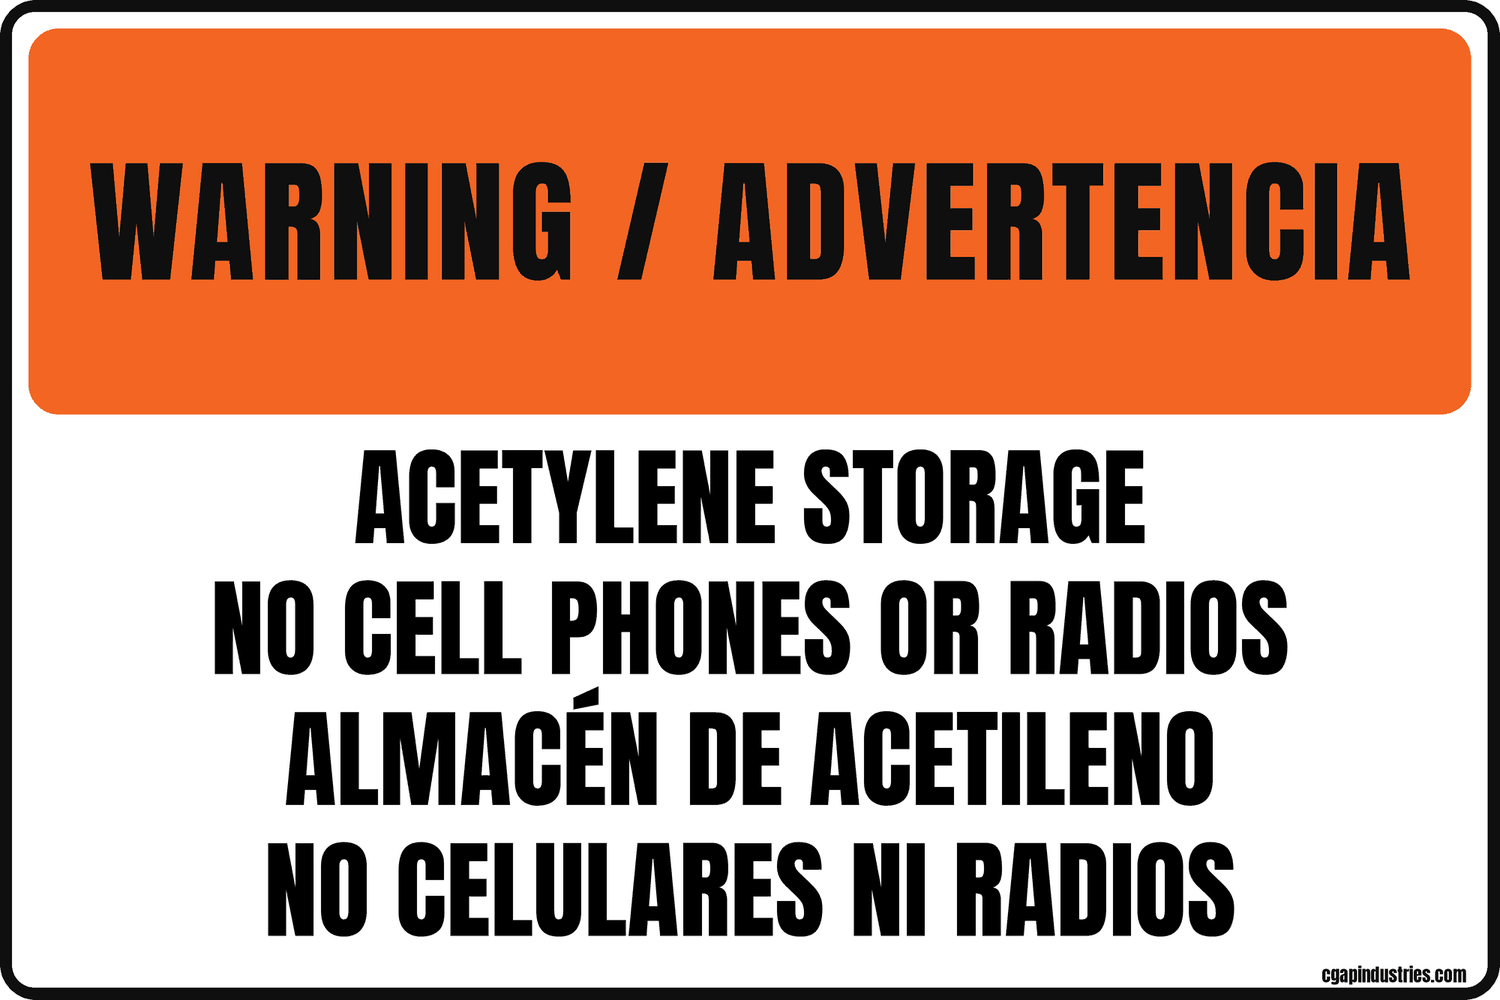 WARNING / ADVERTENCIA
ACETYLENE STORAGE
NO CELL PHONES OR RADIOS
ALMACÉN DE ACETILENO
NO CELULARES NI RADIOS
cgapindustries.com